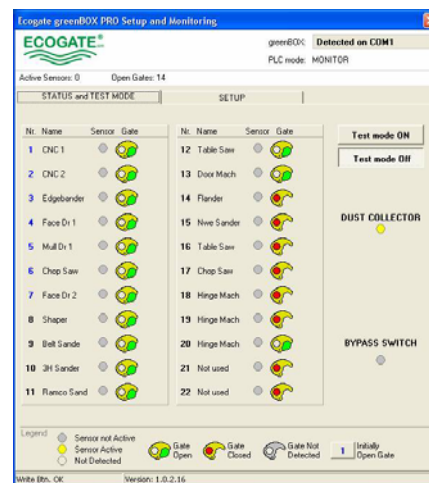 Ecogate greenBOX PRO Setup and Monitoring
ECOGATE®
greenBOX: Detected on COM1
PLC mode: MONITOR
Active Sensors: 0 Open Gates: 14
STATUS and TEST MODE SETUP
Nr. Name Sensor Gate Nr. Name Sensor Gate
Test mode ON
1 CNC 1 12 Table Saw
Test mode Off
2 CNC 2 13 Door Mach
3 Edgebander 14 Flander
DUST COLLECTOR
4 Face Dr 1 15 Nwe Sander
5 Mull Dr 1 16 Table Saw
6 Chop Saw 17 Chop Saw
7 Face Dr 2 18 Hinge Mach
8 Shaper 19 Hinge Mach
9 Belt Sande 20 Hinge Mach
BYPASS SWITCH
10 3H Sander 21 Not used
11 Ramco Sand 22 Not used
Legend
Sensor not Active
Sensor Active
Not Detected
Gate Open
Gate Closed
Gate Not Detected
1 Initially Open Gate
Write Btn. OK Version: 1.0.2.16